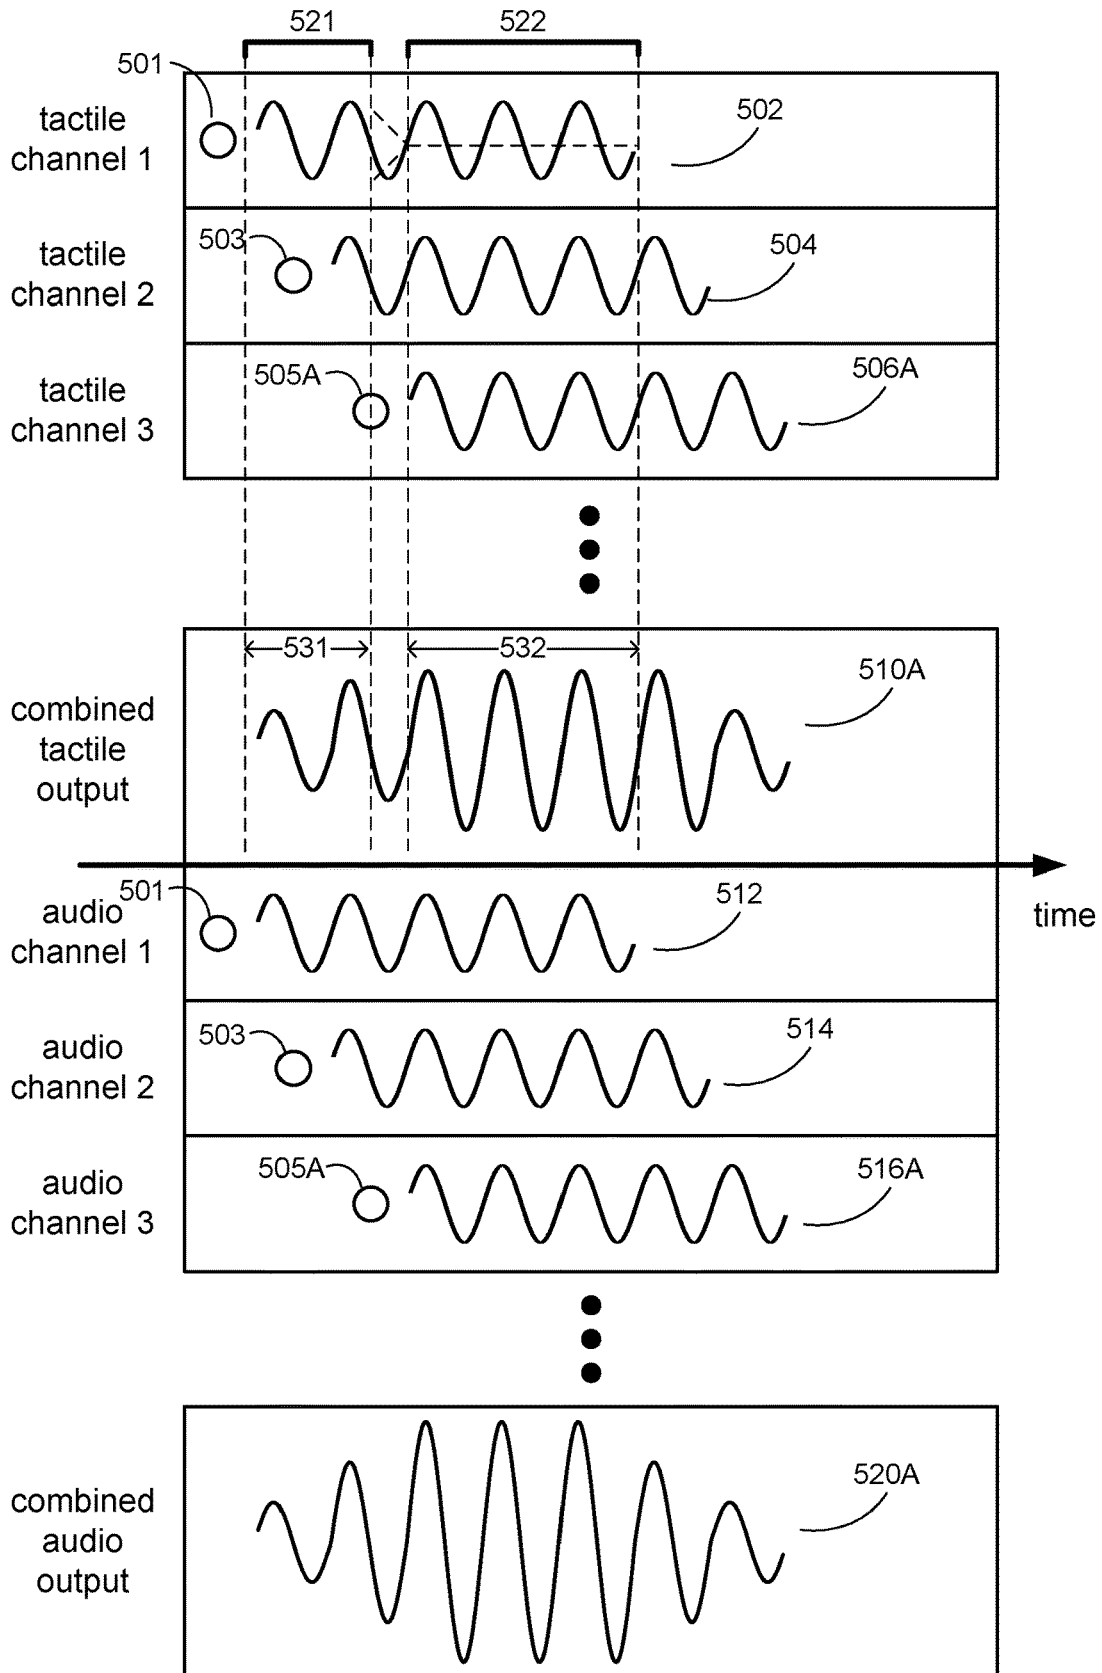 521
522
501
tactile
channel 1
502
503
tactile
channel 2
504
505A
tactile
channel 3
506A
531
532
510A
combined
tactile
output
501
audio
channel 1
512
time
503
audio
channel 2
514
505A
audio
channel 3
516A
520A
combined
audio
output